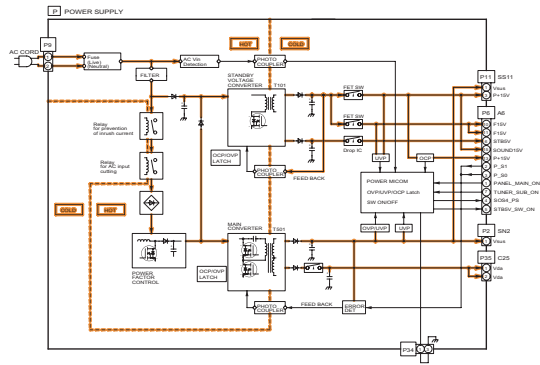 P POWER SUPPLY
P9
AC CORD
Fuse
(Live)
(Neutral)
AC Vin
Detection
FILTER
HOT
COLD
PHOTO
COUPLER
STANDBY
VOLTAGE
CONVERTER
T101
FET SW
P11 SS11
Vsus
P+15V
P6 A6
F15V
F15V
STB5V
SOUND15V
P+15V
P_S1
P_S0
PANEL_MAIN_ON
TUNER_SUB_ON
SOS4_PS
STB5V_SW_ON
FET SW
Drop IC
UVP
OCP
Relay
for prevention
of inrush current
Relay
for AC input
cutting
OCP/OVP
LATCH
PHOTO
COUPLER
FEED BACK
POWER MICOM
OVP/UVP/OCP Latch
SW ON/OFF
OVP/UVP
UVP
COLD
HOT
MAIN
CONVERTER
T501
P2 SN2
Vsus
P35 C25
Vda
Vda
POWER
FACTOR
CONTROL
OCP/OVP
LATCH
PHOTO
COUPLER
FEED BACK
ERROR
DET
P34